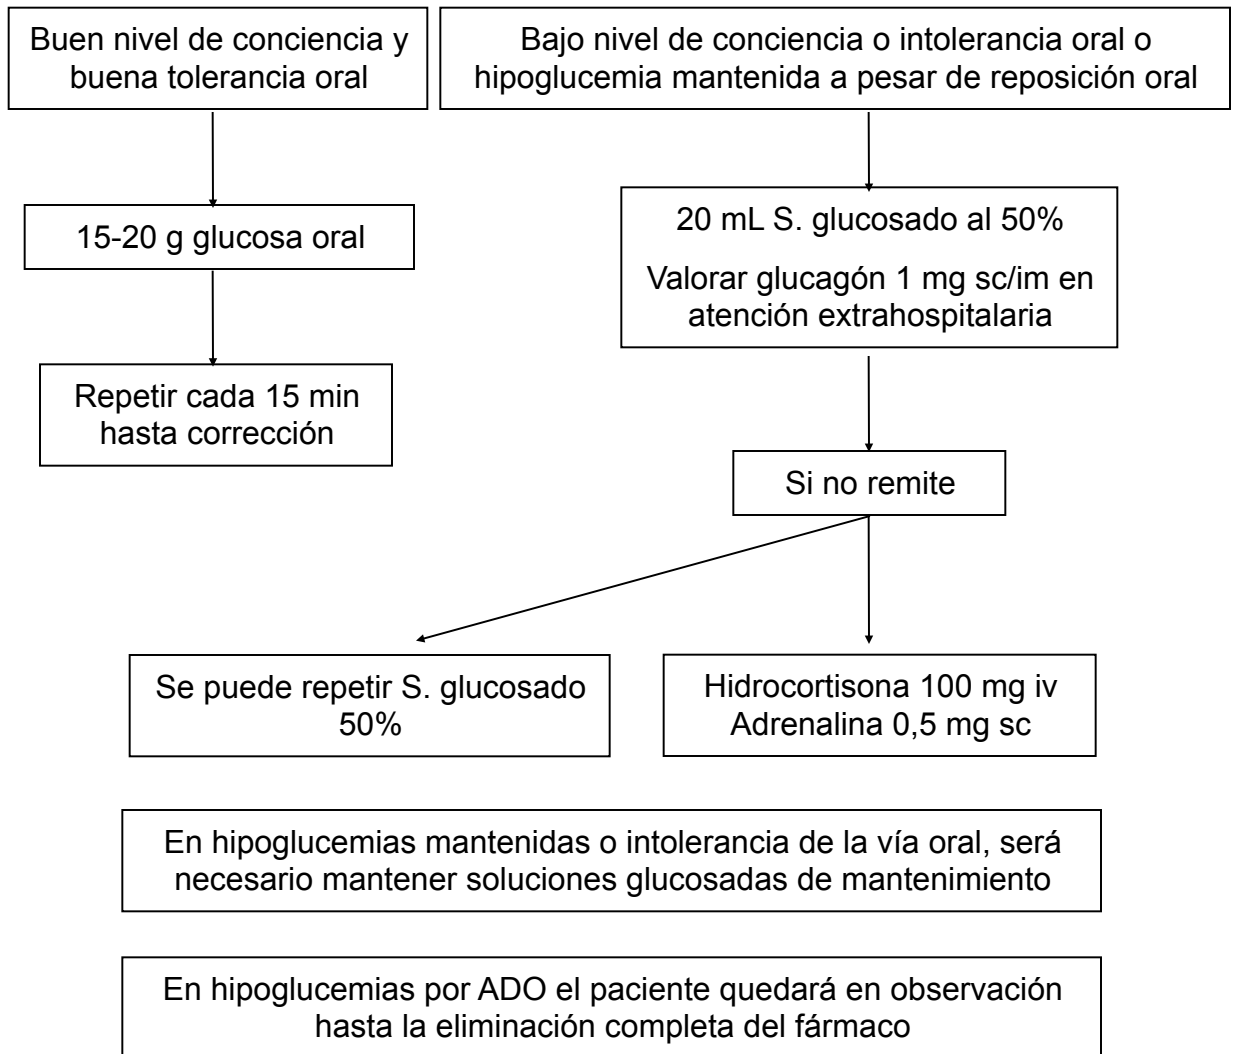 Buen nivel de conciencia y
buena tolerancia oral
Bajo nivel de conciencia o intolerancia oral o
hipoglucemia mantenida a pesar de reposición oral
15-20 g glucosa oral
20 mL S. glucosado al 50%
Valorar glucagón 1 mg sc/im en
atención extrahospitalaria
Repetir cada 15 min
hasta corrección
Si no remite
Se puede repetir S. glucosado
50%
Hidrocortisona 100 mg iv
Adrenalina 0,5 mg sc
En hipoglucemias mantenidas o intolerancia de la vía oral, será
necesario mantener soluciones glucosadas de mantenimiento
En hipoglucemias por ADO el paciente quedará en observación
hasta la eliminación completa del fármaco